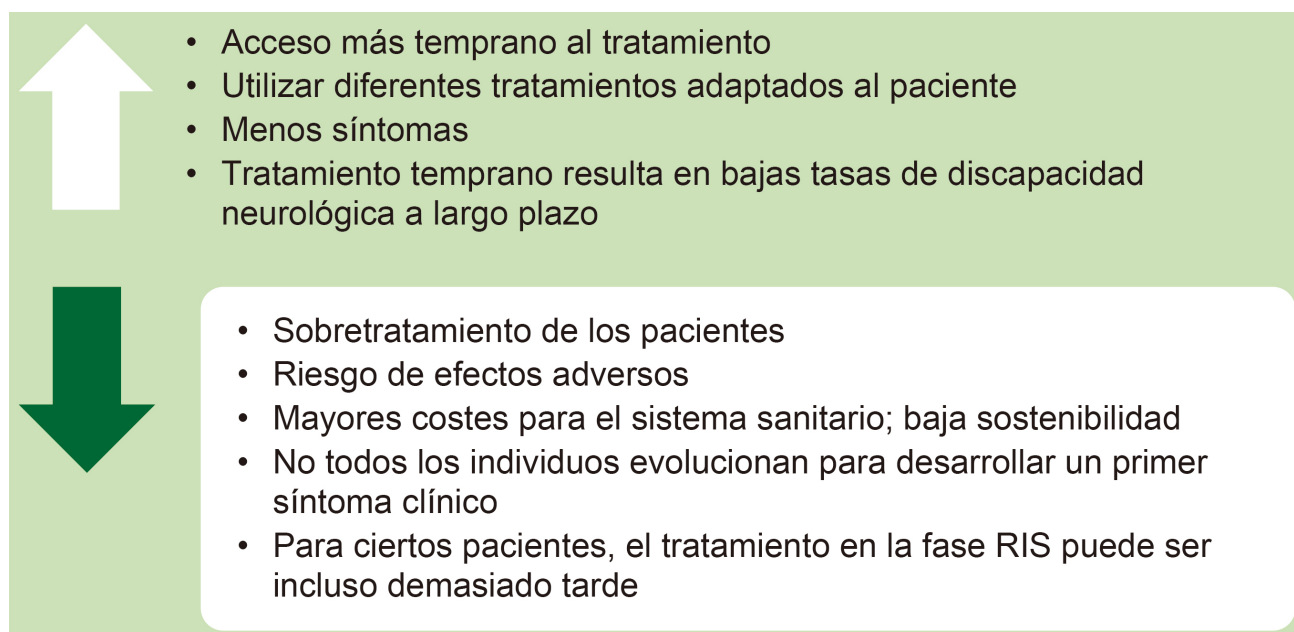 • Acceso más temprano al tratamiento
• Utilizar diferentes tratamientos adaptados al paciente
• Menos síntomas
• Tratamiento temprano resulta en bajas tasas de discapacidad
neurológica a largo plazo
• Sobretratamiento de los pacientes
• Riesgo de efectos adversos
• Mayores costes para el sistema sanitario; baja sostenibilidad
• No todos los individuos evolucionan para desarrollar un primer
síntoma clínico
• Para ciertos pacientes, el tratamiento en la fase RIS puede ser
incluso demasiado tarde